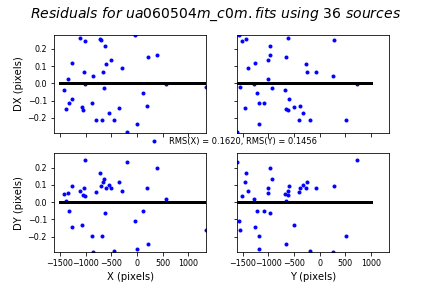 Residuals for ua060504m_c0m.fits using 36 sources
DX (pixels)
0.2
0.1
0.0
−0.1
−0.2
RMS(X) = 0.1620, RMS(Y) = 0.1456
DY (pixels)
0.2
0.1
0.0
−0.1
−0.2
−1500 −1000 −500 0 500 1000
−1500 −1000 −500 0 500 1000
X (pixels)
Y (pixels)